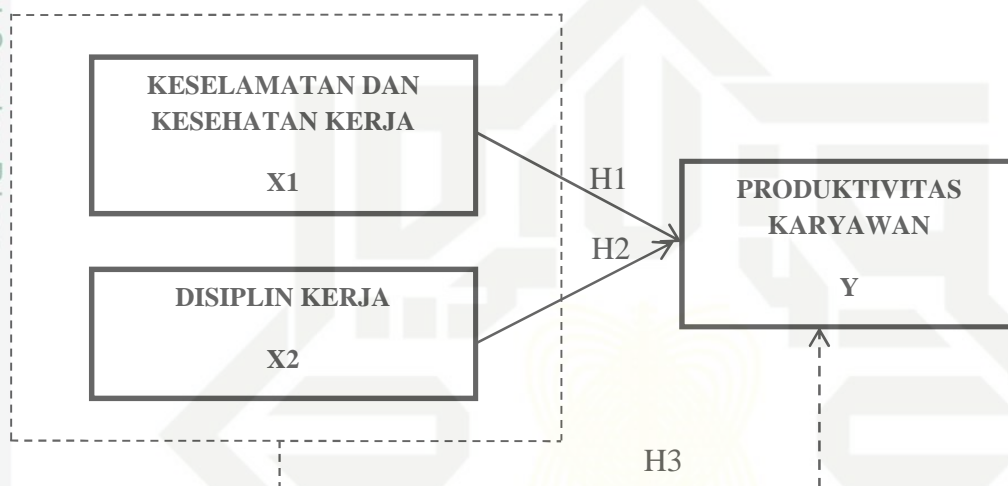 KESELAMATAN DAN
KESEHATAN KERJA
X1
H1
PRODUKTIVITAS
KARYAWAN
Y
H2
DISIPLIN KERJA
X2
H3